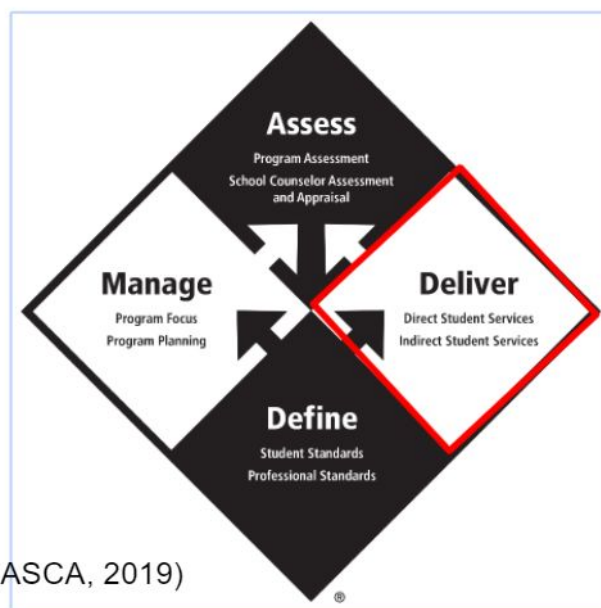 Assess
Program Assessment
School Counselor Assessment
and Appraisal
Manage
Program Focus
Program Planning
Deliver
Direct Student Services
Indirect Student Services
Define
Student Standards
Professional Standards
ASCA, 2019)
®